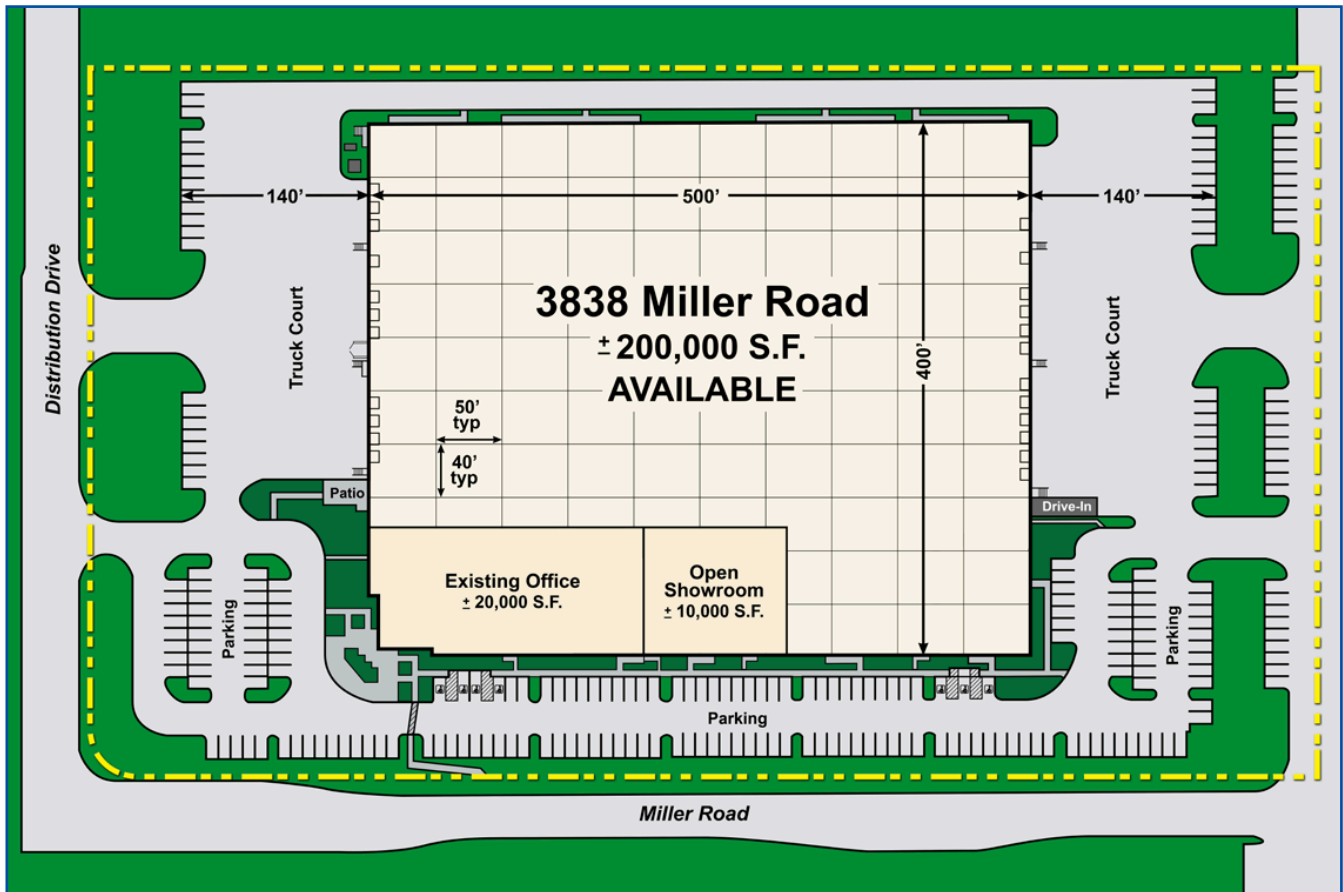 140’
500’
140’
Distribution Drive
Truck Court
3838 Miller Road
± 200,000 S.F.
AVAILABLE
400’
Truck Court
50’
typ
40’
typ
Patio
Drive-In
Existing Office
± 20,000 S.F.
Open
Showroom
± 10,000 S.F.
Parking
Parking
Parking
Miller Road